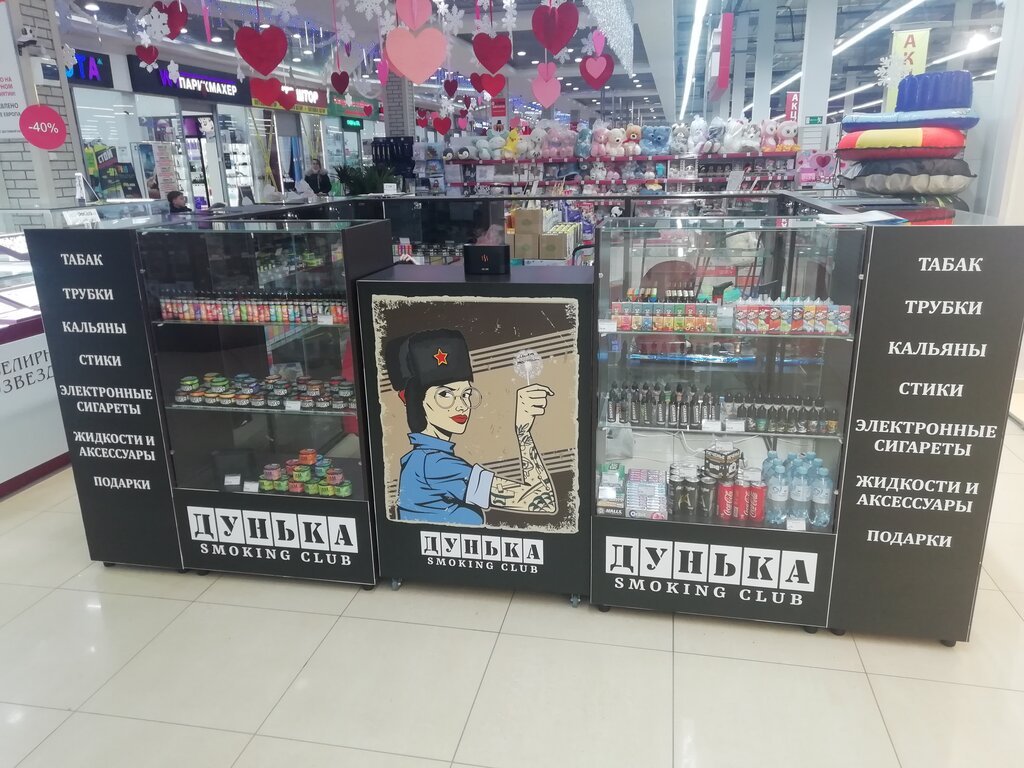 ПАРИКМАХЕР
-40%
АКЦ
ТАБАК
ТРУБКИ
КАЛЬЯНЫ
СТИКИ
ЭЛЕКТРОННЫЕ
СИГАРЕТЫ
ЖИДКОСТИ И
АКСЕССУАРЫ
ПОДАРКИ
ДУНЬКА
SMOKING CLUB
ДУНЬКА
SMOKING CLUB
ДУНЬКА
SMOKING CLUB
ТАБАК
ТРУБКИ
КАЛЬЯНЫ
СТИКИ
ЭЛЕКТРОННЫЕ
СИГАРЕТЫ
ЖИДКОСТИ И
АКСЕССУАРЫ
ПОДАРКИ